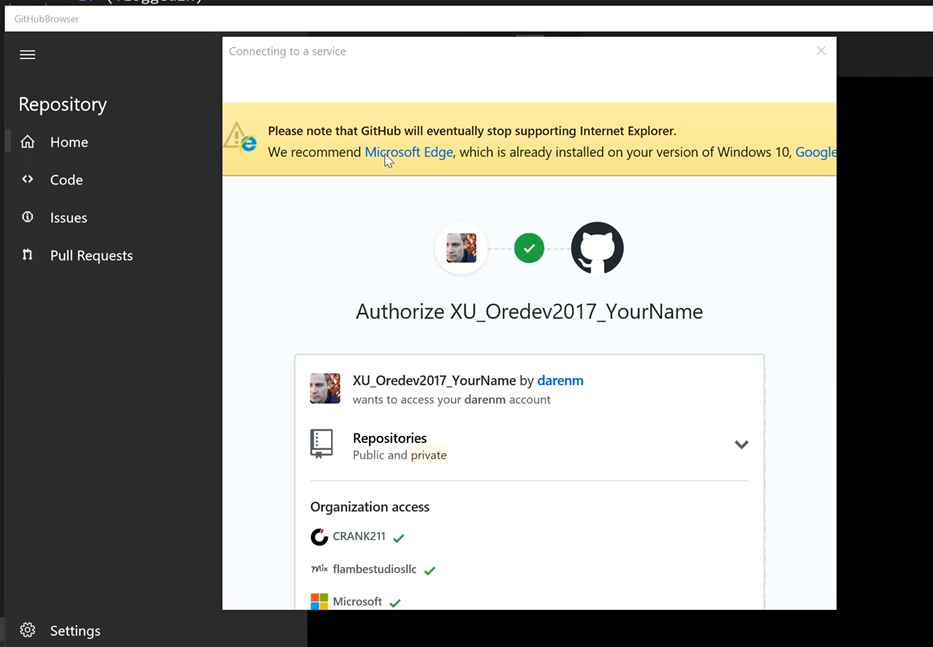 GitHubBrowser
Connecting to a service
Repository
Home
Code
Issues
Pull Requests
Settings
Please note that GitHub will eventually stop supporting Internet Explorer.
We recommend Microsoft Edge, which is already installed on your version of Windows 10, Google
Authorize XU_Oredev2017_YourName
XU_Oredev2017_YourName by darenm
wants to access your darenm account
Repositories
Public and private
Organization access
CRANK211
mix flambestudiosllc
Microsoft